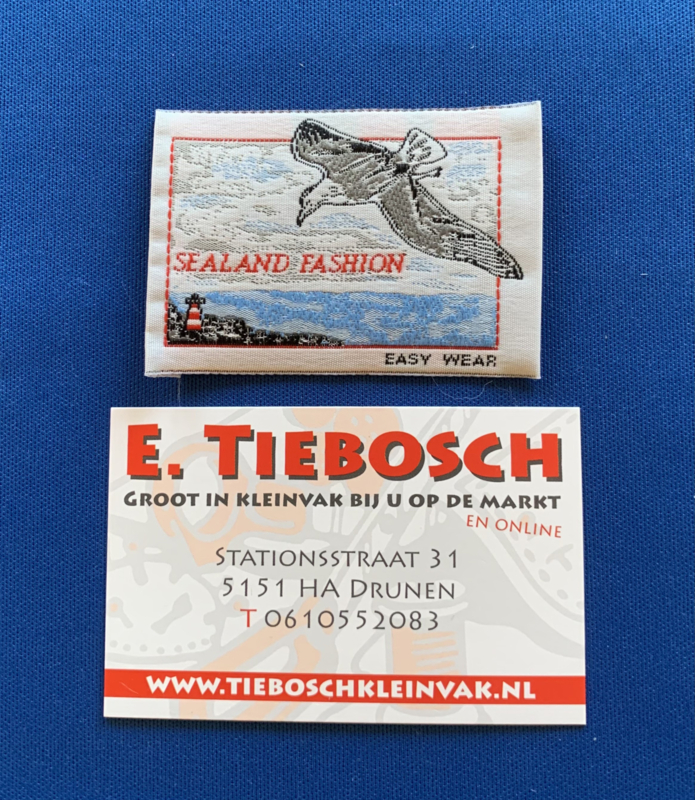 SEALAND FASHION
EASY WEAR
E. TIEBOSCH
GROOT IN KLEINVAK BIJ U OP DE MARKT
EN ONLINE
STATIONSSTRAAT 31
5151 HA DRUNEN
T 0610552083
WWW.TIEBOSCHKLEINVAK.NL